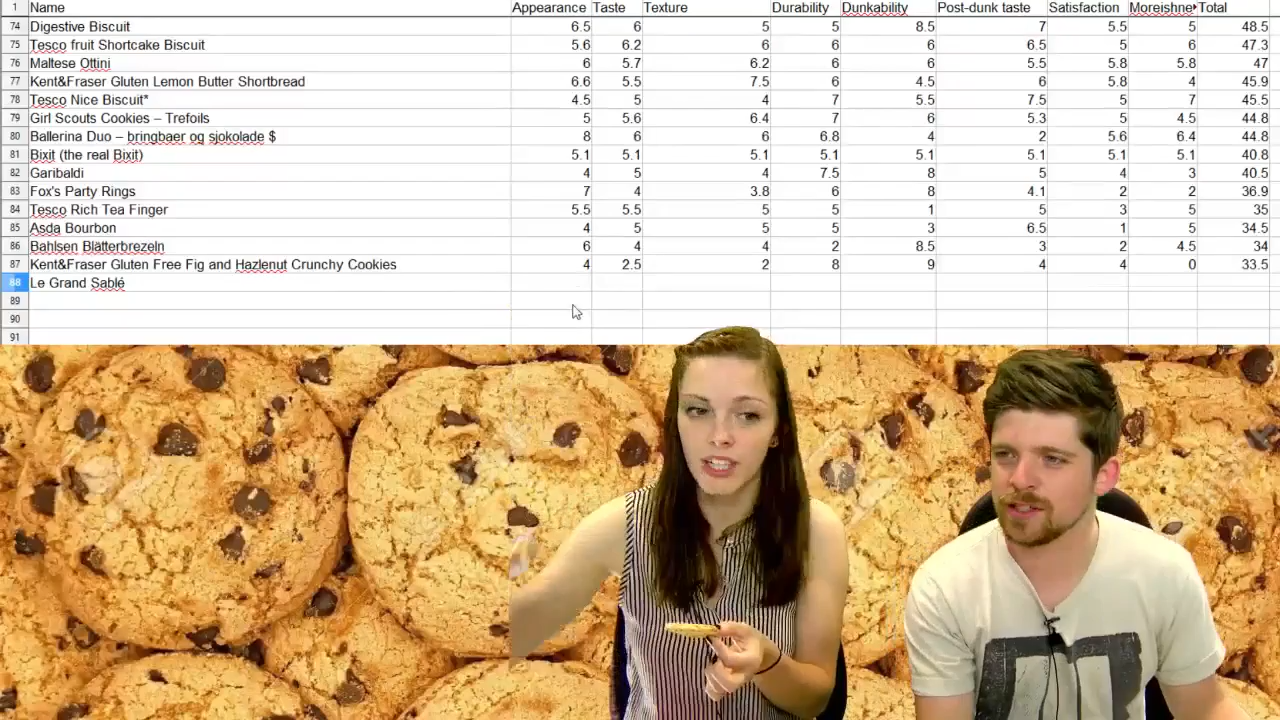 1 Name Appearance Taste Texture Durability Dunkability Post-dunk taste Satisfaction Moreishne Total
74 Digestive Biscuit 6.5 6 5 5 8.5 7 5.5 5 48.5
75 Tesco fruit Shortcake Biscuit 5.6 6.2 6 6 6 6.5 5 6 47.3
76 Maltese Ottini 6 5.7 6.2 6 6 5.5 5.8 5.8 47
77 Kent&Fraser Gluten Lemon Butter Shortbread 6.6 5.8 7.5 6 4.5 6 5.8 4 45.9
78 Tesco Nice Biscuit* 4.5 5 4 7 5.5 7.5 5 7 45.5
79 Girl Scouts Cookies – Trefoils 5 5.6 6.4 7 6 5.3 5 4.5 44.8
80 Ballerina Duo – bringbaer og sjokolade $ 8 6 6 6.8 4 2 5.6 6.4 44.8
81 Bixit (the real Bixit) 5.1 5.1 5.1 5.1 5.1 5.1 5.1 5.1 40.8
82 Garibaldi 4 5 4 7.5 8 5 4 3 40.5
83 Fox's Party Rings 7 4 3.8 6 8 4.1 2 2 36.9
84 Tesco Rich Tea Finger 5.5 5.5 5 5 1 5 3 5 35
85 Asda Bourbon 4 5 5 5 3 6.5 1 5 34.5
86 Bahlsen Blätterbrezeln 6 4 4 2 8.5 3 2 4.5 34
87 Kent&Fraser Gluten Free Fig and Hazlenut Crunchy Cookies 4 2.5 2 8 9 4 4 0 33.5
88 Le Grand Sablé
89
90
91